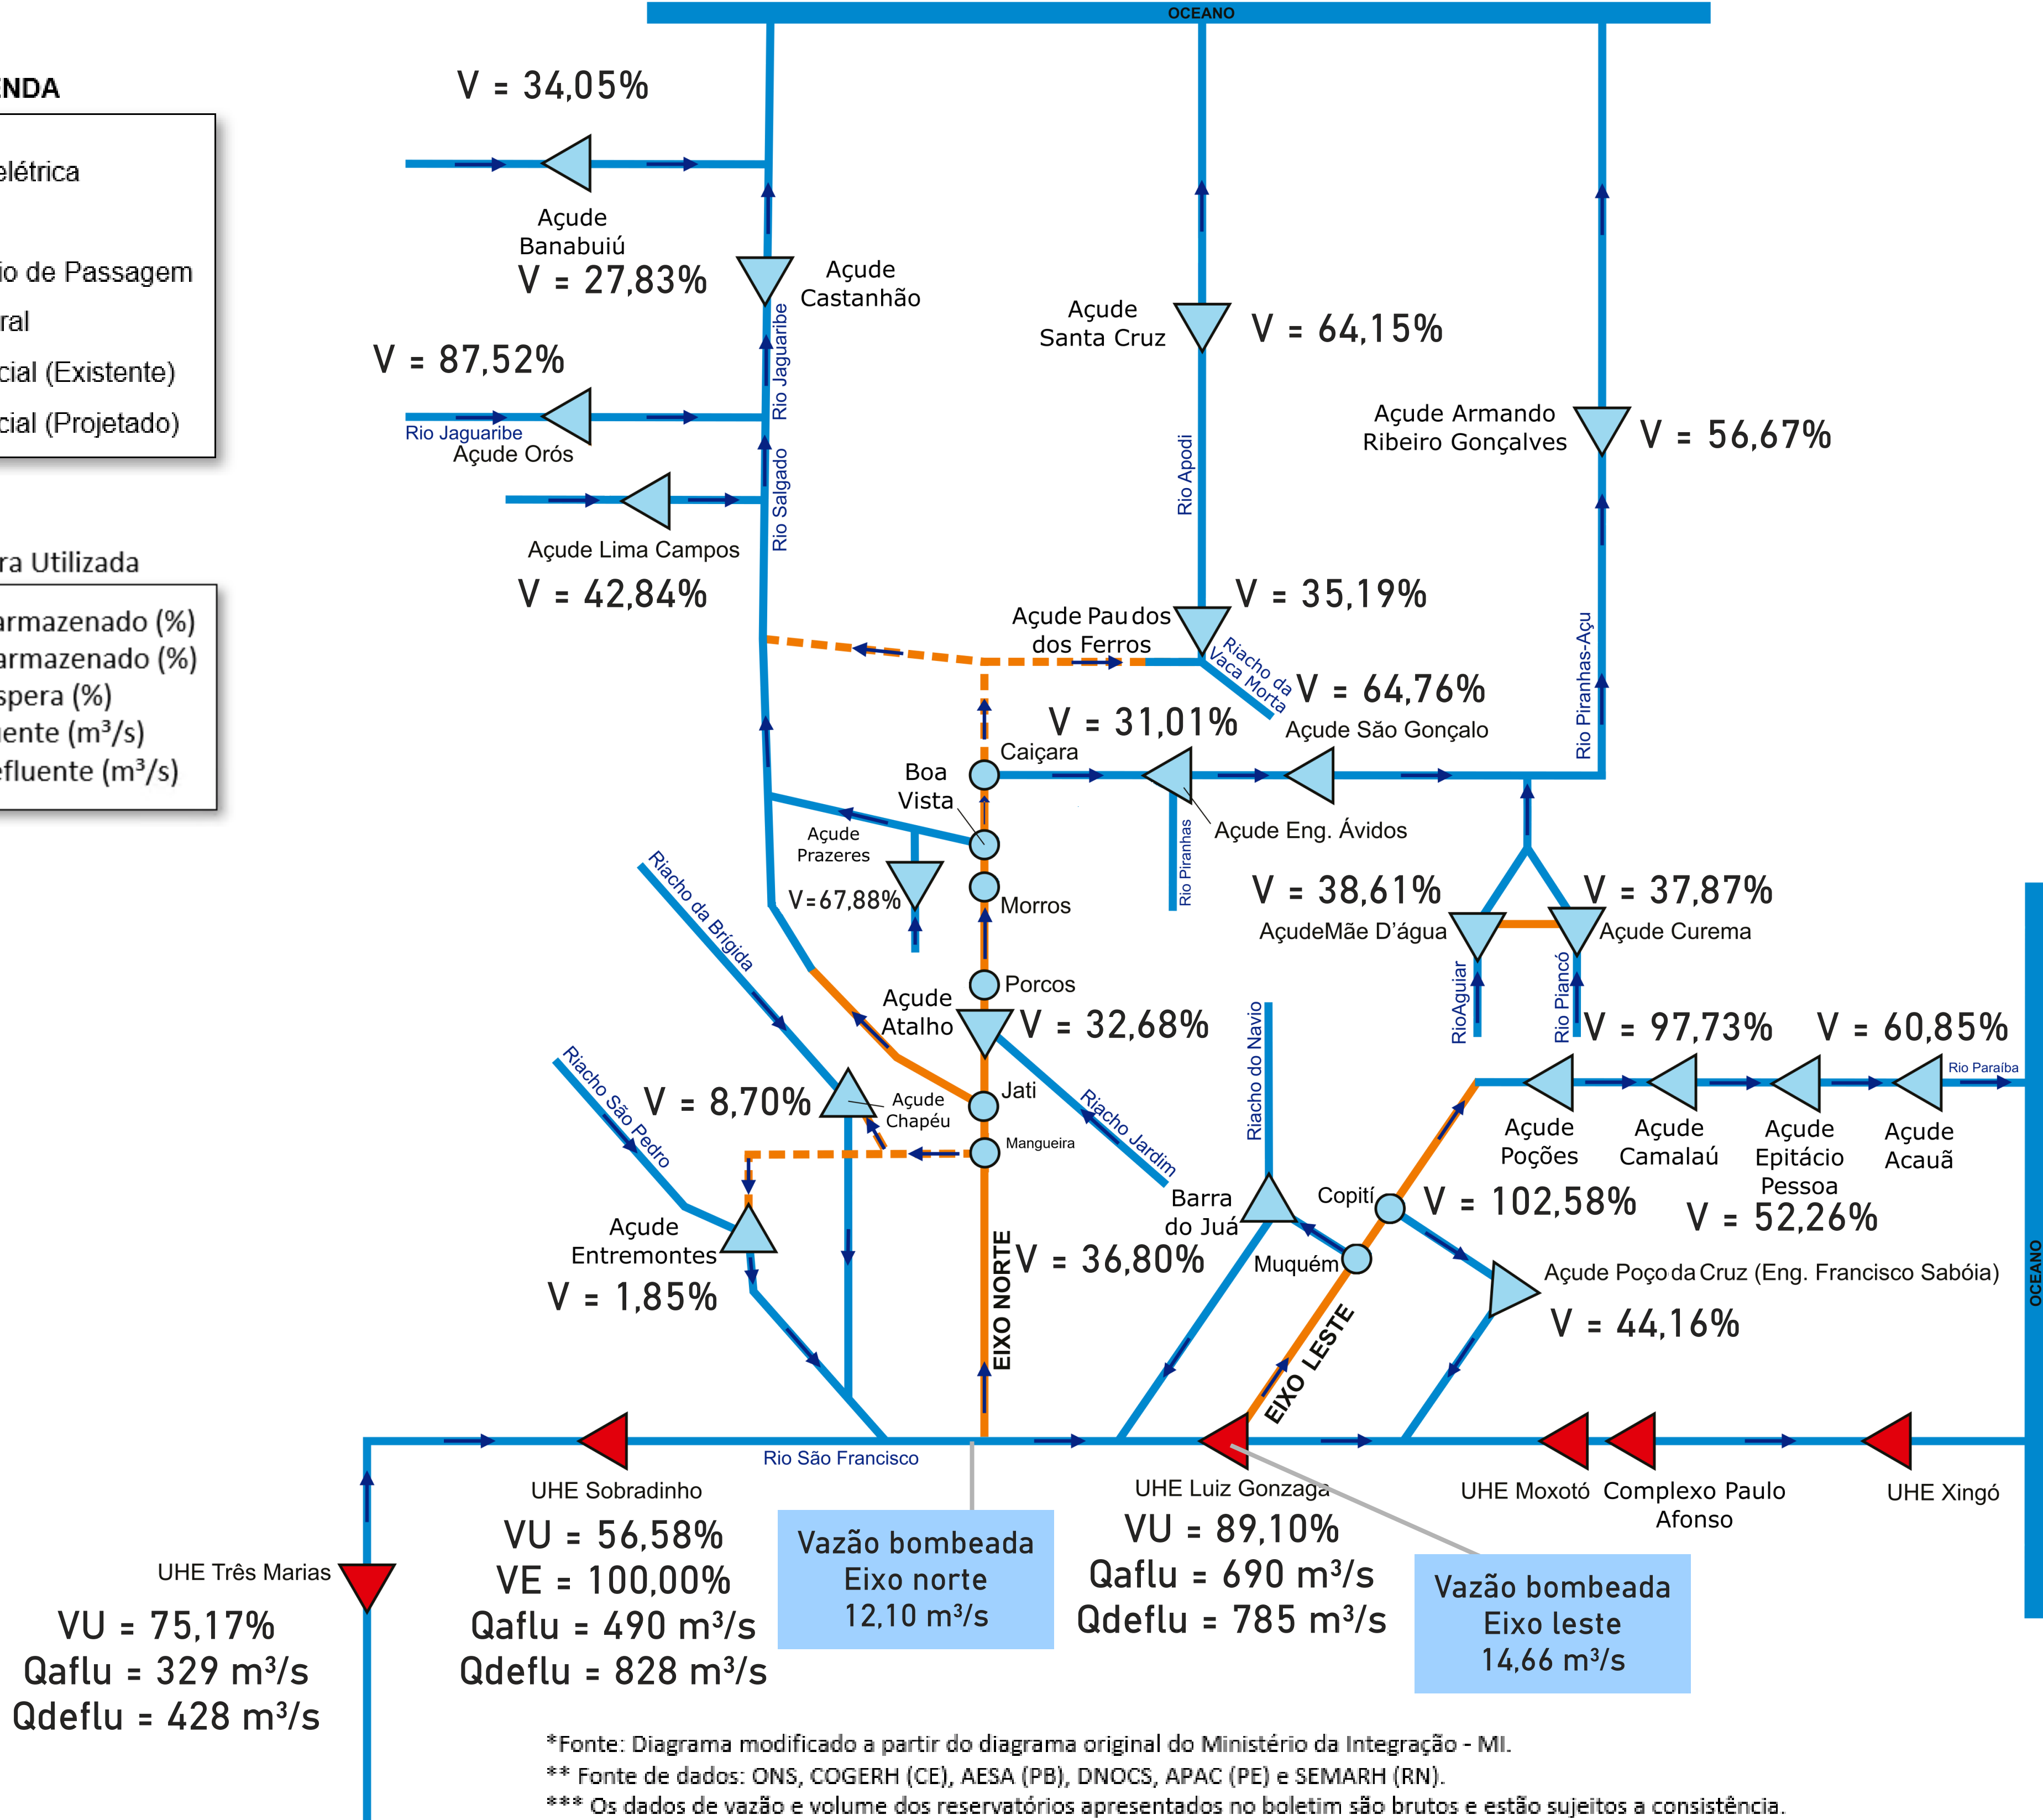 OCEANO
V = 34,05%
ENDA
elétrica
io de Passagem
ral
cial (Existente)
cial (Projetado)
ra Utilizada
armazenado (%)
armazenado (%)
spera (%)
uente (m³/s)
efluente (m³/s)
Açude
Banabuiú
V = 27,83%
Açude
Castanhão
Rio Jaguaribe
V = 87,52%
Rio Jaguaribe
Açude Orós
Rio Salgado
Açude Lima Campos
V = 42,84%
Açude
Santa Cruz
V = 64,15%
Rio Apodi
Açude Armando
Ribeiro Gonçalves
V = 56,67%
Rio Piranhas-Açu
Açude Pau dos
dos Ferros
V = 35,19%
Riacho da
Vaca Morta
V = 64,76%
Açude São Gonçalo
V = 31,01%
Caiçara
Boa
Vista
Açude Eng. Ávidos
Rio Piranhas
Açude
Prazeres
V= 67,88%
Morros
Porcos
Açude
Atalho
V = 32,68%
Riacho da Brígida
Riacho São Pedro
V = 8,70%
Açude
Chapéu
Jati
Mangueira
Riacho Jardim
V = 38,61%
AçudeMãe D'água
V = 37,87%
Açude Curema
RioAguiar
Rio Piancó
V = 97,73%
V = 60,85%
Rio Paraíba
Açude
Poções
Açude
Camalaú
Açude
Epitácio
Pessoa
Açude
Acauã
V = 102,58%
V = 52,26%
Riacho do Navio
Barra
do Juá
Copití
Muquém
V = 36,80%
Açude
Entremontes
V = 1,85%
EIXO NORTE
EIXO LESTE
Açude Poço da Cruz (Eng. Francisco Sabóia)
V = 44,16%
OCEANO
Rio São Francisco
UHE Sobradinho
VU = 56,58%
VE = 100,00%
Qaflu = 490 m³/s
Qdeflu = 828 m³/s
UHE Três Marias
VU = 75,17%
Qaflu = 329 m³/s
Qdeflu = 428 m³/s
Vazão bombeada
Eixo norte
12,10 m³/s
UHE Luiz Gonzaga
VU = 89,10%
Qaflu = 690 m³/s
Qdeflu = 785 m³/s
Vazão bombeada
Eixo leste
14,66 m³/s
UHE Moxotó
Complexo Paulo
Afonso
UHE Xingó
*Fonte: Diagrama modificado a partir do diagrama original do Ministério da Integração - MI.
** Fonte de dados: ONS, COGERH (CE), AESA (PB), DNOCS, APAC (PE) e SEMARH (RN).
*** Os dados de vazão e volume dos reservatórios apresentados no boletim são brutos e estão sujeitos a consistência.